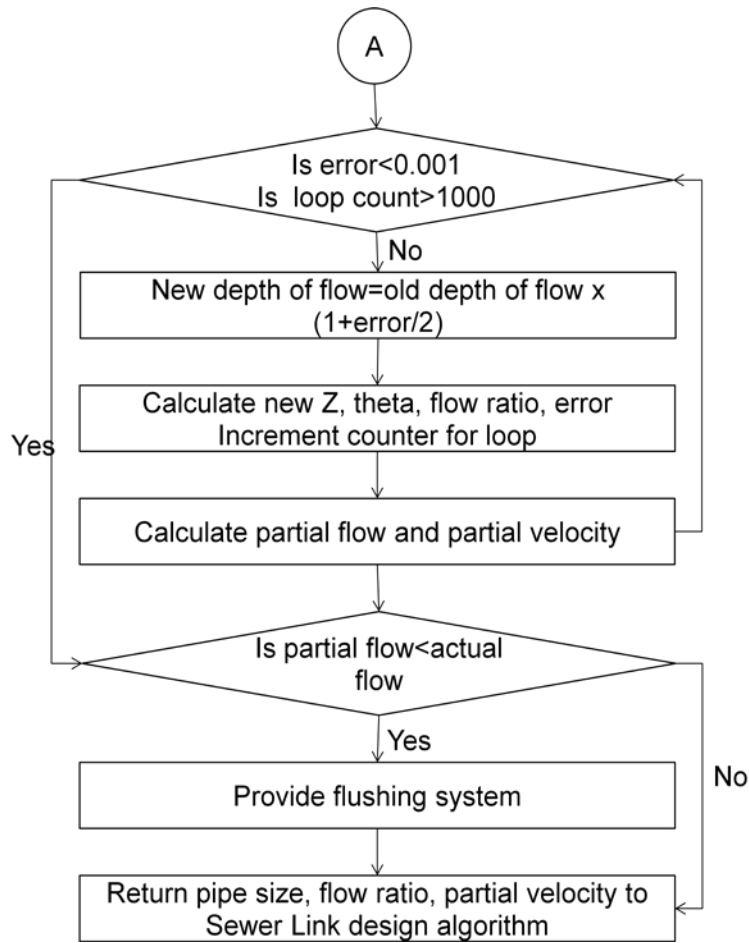 A
Is error<0.001
Is loop count>1000
No
New depth of flow=old depth of flow x
(1+error/2)
Calculate new Z, theta, flow ratio, error
Increment counter for loop
Yes
Calculate partial flow and partial velocity
Is partial flow<actual
flow
Yes
No
Provide flushing system
Return pipe size, flow ratio, partial velocity to
Sewer Link design algorithm